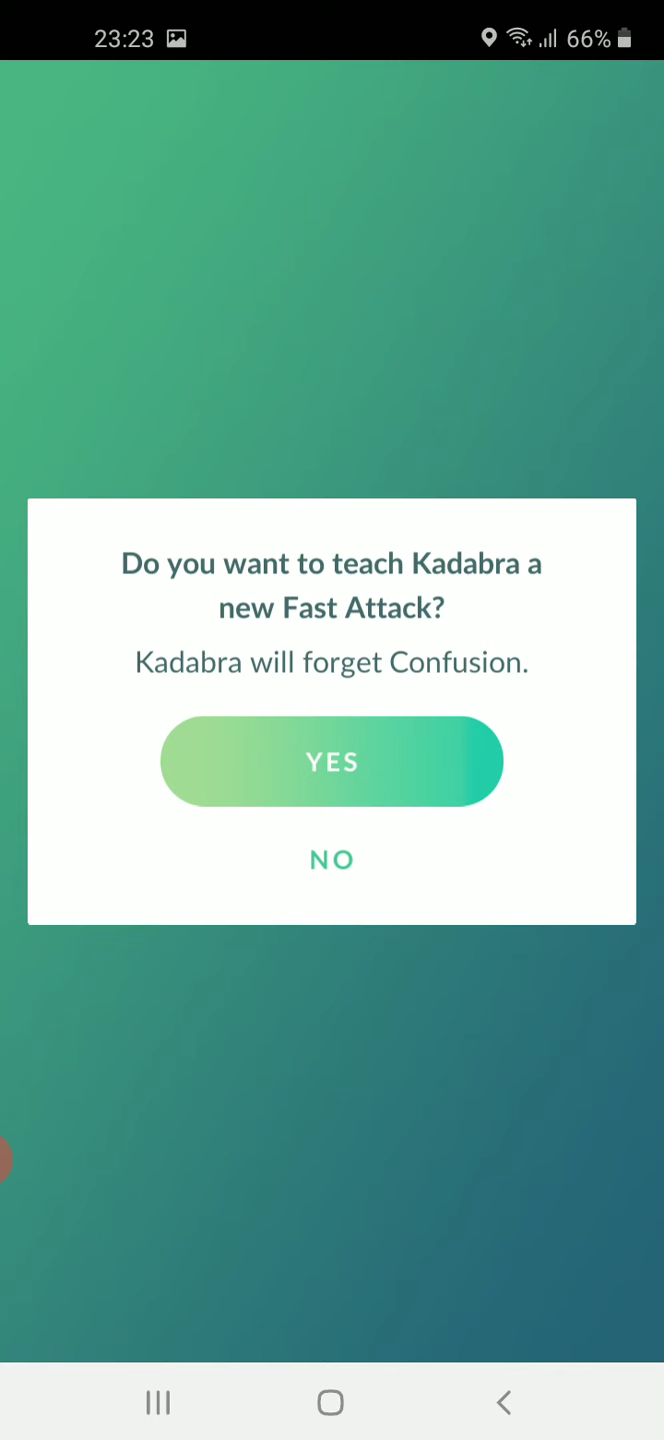 23:23 66%
Do you want to teach Kadabra a
new Fast Attack?
Kadabra will forget Confusion.
YES
NO